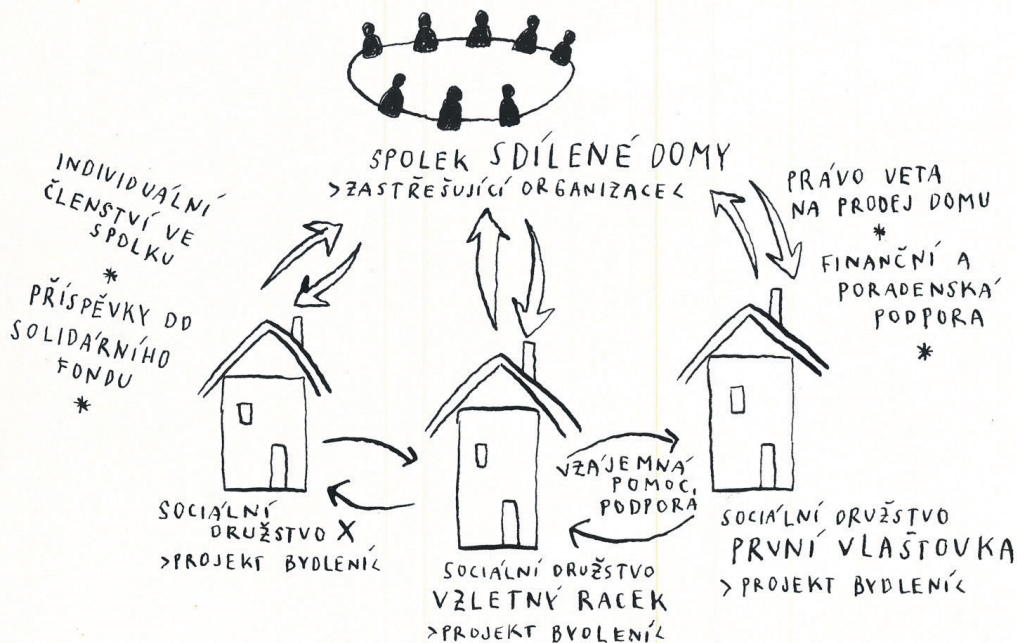 SPOLEK SDÍLENÉ DOMY
>ZASTŘEŠUJÍCÍ ORGANIZACE<
INDIVIDUÁLNÍ
ČLENSTVÍ VE
SPOLKU
*
PŘÍSPĚVKY DO
SOLIDÁRNÍHO
FONDU
*
PRÁVO VETA
NA PRODEJ DOMU
*
FINANČNÍ A
PORADENSKÁ
PODPORA
*
SOCIÁLNÍ
DRUŽSTVO X
>PROJEKT BYDLENÍ<
VZÁJEMNÁ
POMOC,
PODPORA
SOCIÁLNÍ DRUŽSTVO
VZLETNÝ RACEK
>PROJEKT BYDLENÍ<
SOCIÁLNÍ DRUŽSTVO
PRVNÍ VLAŠTOVKA
>PROJEKT BYDLENÍ<